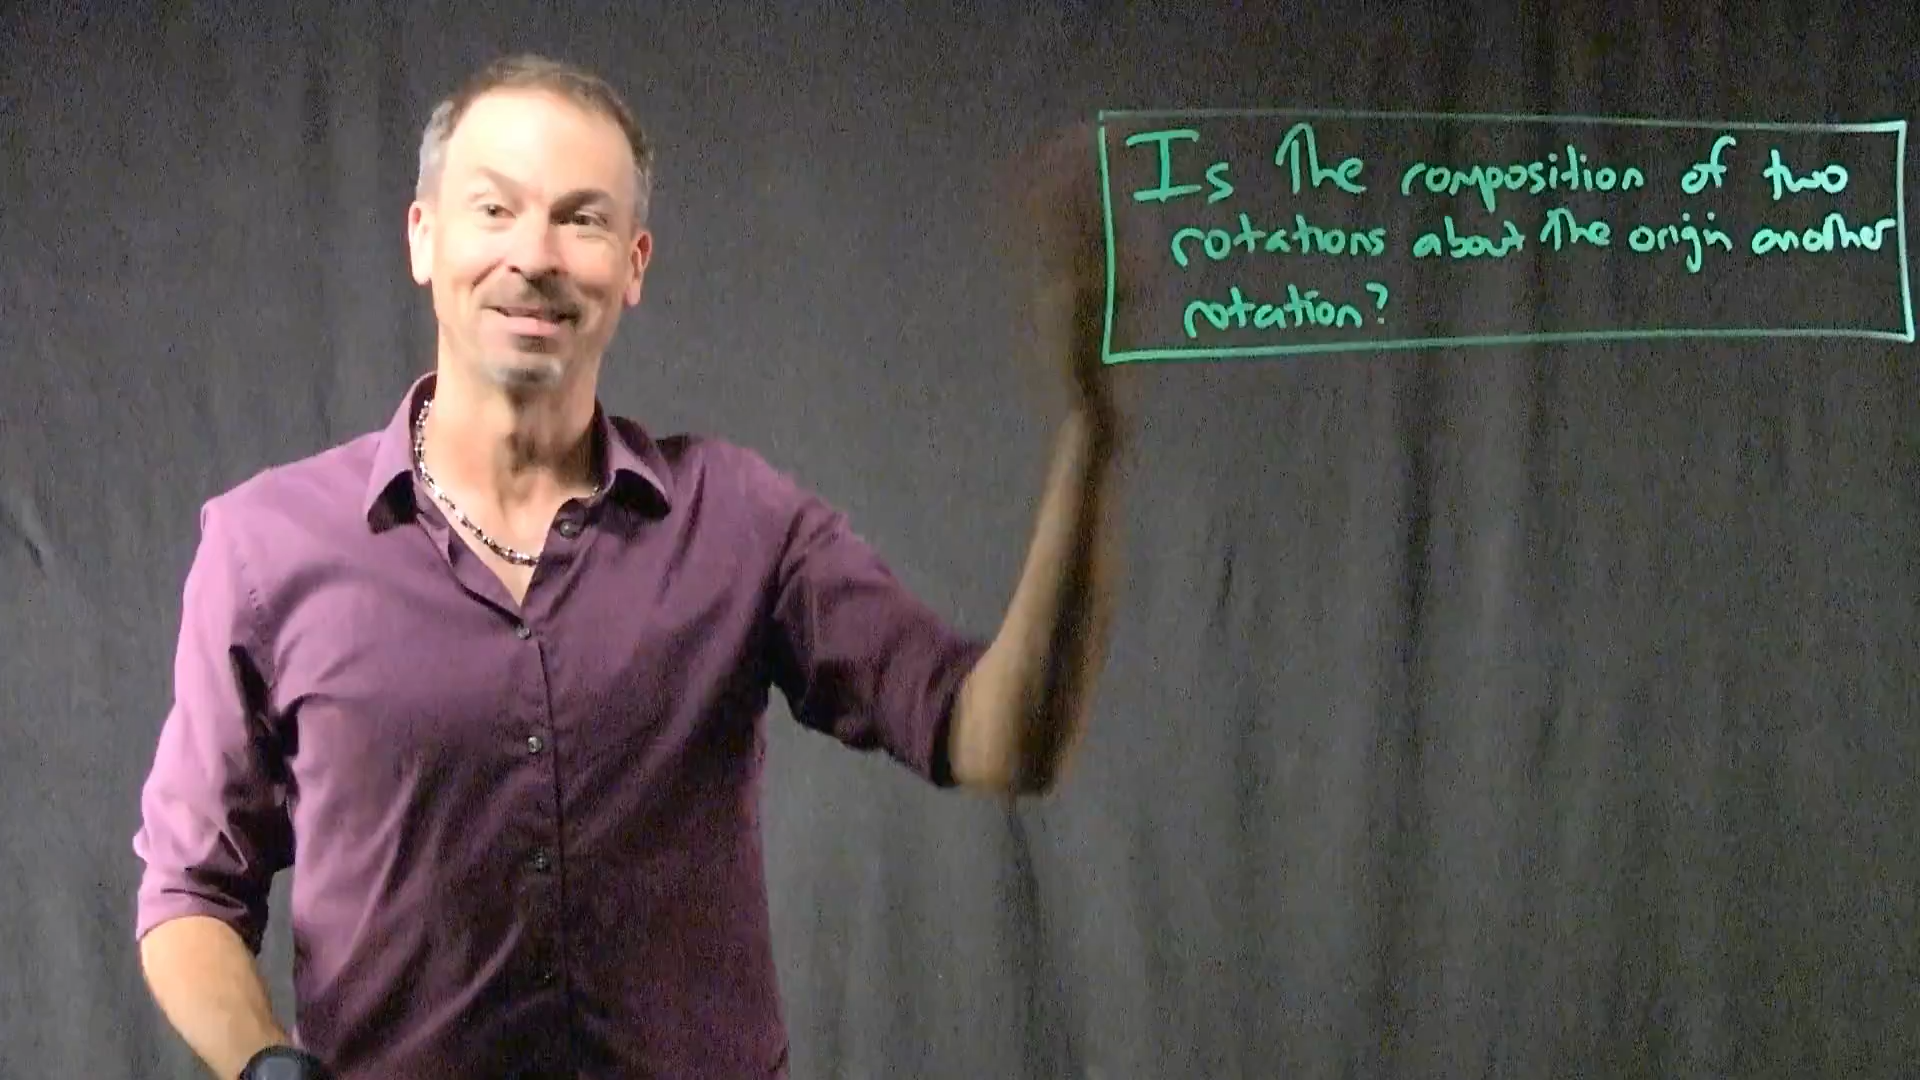 Is the composition of two
rotations about the origin another
rotation?